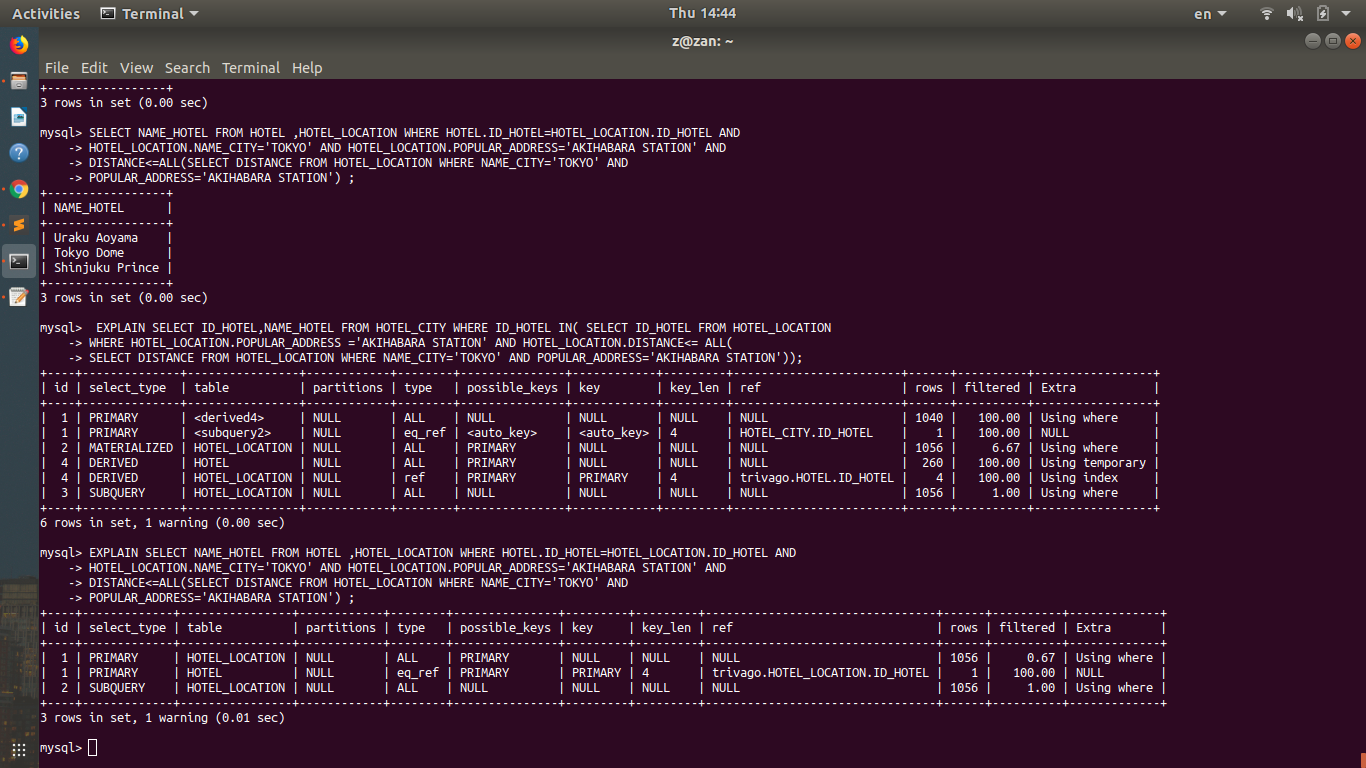 Activities Terminal Thu 14:44 en
z@zan: ~
File Edit View Search Terminal Help
+-----------------+
3 rows in set (0.00 sec)
mysql> SELECT NAME_HOTEL FROM HOTEL ,HOTEL_LOCATION WHERE HOTEL.ID_HOTEL=HOTEL_LOCATION.ID_HOTEL AND
    -> HOTEL_LOCATION.NAME_CITY='TOKYO' AND HOTEL_LOCATION.POPULAR_ADDRESS='AKIHABARA STATION' AND
    -> DISTANCE<=ALL(SELECT DISTANCE FROM HOTEL_LOCATION WHERE NAME_CITY='TOKYO' AND
    -> POPULAR_ADDRESS='AKIHABARA STATION') ;
+-----------------+
| NAME_HOTEL      |
+-----------------+
| Uraku Aoyama    |
| Tokyo Dome      |
| Shinjuku Prince |
+-----------------+
3 rows in set (0.00 sec)
mysql>  EXPLAIN SELECT ID_HOTEL,NAME_HOTEL FROM HOTEL_CITY WHERE ID_HOTEL IN( SELECT ID_HOTEL FROM HOTEL_LOCATION
    -> WHERE HOTEL_LOCATION.POPULAR_ADDRESS ='AKIHABARA STATION' AND HOTEL_LOCATION.DISTANCE<= ALL(
    -> SELECT DISTANCE FROM HOTEL_LOCATION WHERE NAME_CITY='TOKYO' AND POPULAR_ADDRESS='AKIHABARA STATION'));
+----+--------------+----------------+------------+--------+---------------+------------+---------+------------------------+------+----------+-----------------+
| id | select_type  | table          | partitions | type   | possible_keys | key        | key_len | ref                    | rows | filtered | Extra           |
+----+--------------+----------------+------------+--------+---------------+------------+---------+------------------------+------+----------+-----------------+
|  1 | PRIMARY      | <derived4>     | NULL       | ALL    | NULL          | NULL       | NULL    | NULL                   | 1040 |   100.00 | Using where     |
|  1 | PRIMARY      | <subquery2>    | NULL       | eq_ref | <auto_key>    | <auto_key> | 4       | HOTEL_CITY.ID_HOTEL    |    1 |   100.00 | NULL            |
|  2 | MATERIALIZED | HOTEL_LOCATION | NULL       | ALL    | PRIMARY       | NULL       | NULL    | NULL                   | 1056 |     6.67 | Using where     |
|  4 | DERIVED      | HOTEL          | NULL       | ALL    | PRIMARY       | NULL       | NULL    | NULL                   |  260 |   100.00 | Using temporary |
|  4 | DERIVED      | HOTEL_LOCATION | NULL       | ref    | PRIMARY       | PRIMARY    | 4       | trivago.HOTEL.ID_HOTEL |    4 |   100.00 | Using index     |
|  3 | SUBQUERY     | HOTEL_LOCATION | NULL       | ALL    | NULL          | NULL       | NULL    | NULL                   | 1056 |     1.00 | Using where     |
+----+--------------+----------------+------------+--------+---------------+------------+---------+------------------------+------+----------+-----------------+
6 rows in set, 1 warning (0.00 sec)
mysql> EXPLAIN SELECT NAME_HOTEL FROM HOTEL ,HOTEL_LOCATION WHERE HOTEL.ID_HOTEL=HOTEL_LOCATION.ID_HOTEL AND
    -> HOTEL_LOCATION.NAME_CITY='TOKYO' AND HOTEL_LOCATION.POPULAR_ADDRESS='AKIHABARA STATION' AND
    -> DISTANCE<=ALL(SELECT DISTANCE FROM HOTEL_LOCATION WHERE NAME_CITY='TOKYO' AND
    -> POPULAR_ADDRESS='AKIHABARA STATION') ;
+----+-------------+----------------+------------+--------+---------------+---------+---------+---------------------------------+------+----------+-------------+
| id | select_type | table          | partitions | type   | possible_keys | key     | key_len | ref                             | rows | filtered | Extra       |
+----+-------------+----------------+------------+--------+---------------+---------+---------+---------------------------------+------+----------+-------------+
|  1 | PRIMARY     | HOTEL_LOCATION | NULL       | ALL    | PRIMARY       | NULL    | NULL    | NULL                            | 1056 |     0.67 | Using where |
|  1 | PRIMARY     | HOTEL          | NULL       | eq_ref | PRIMARY       | PRIMARY | 4       | trivago.HOTEL_LOCATION.ID_HOTEL |    1 |   100.00 | NULL        |
|  2 | SUBQUERY    | HOTEL_LOCATION | NULL       | ALL    | NULL          | NULL    | NULL    | NULL                            | 1056 |     1.00 | Using where |
+----+-------------+----------------+------------+--------+---------------+---------+---------+---------------------------------+------+----------+-------------+
3 rows in set, 1 warning (0.01 sec)
mysql>